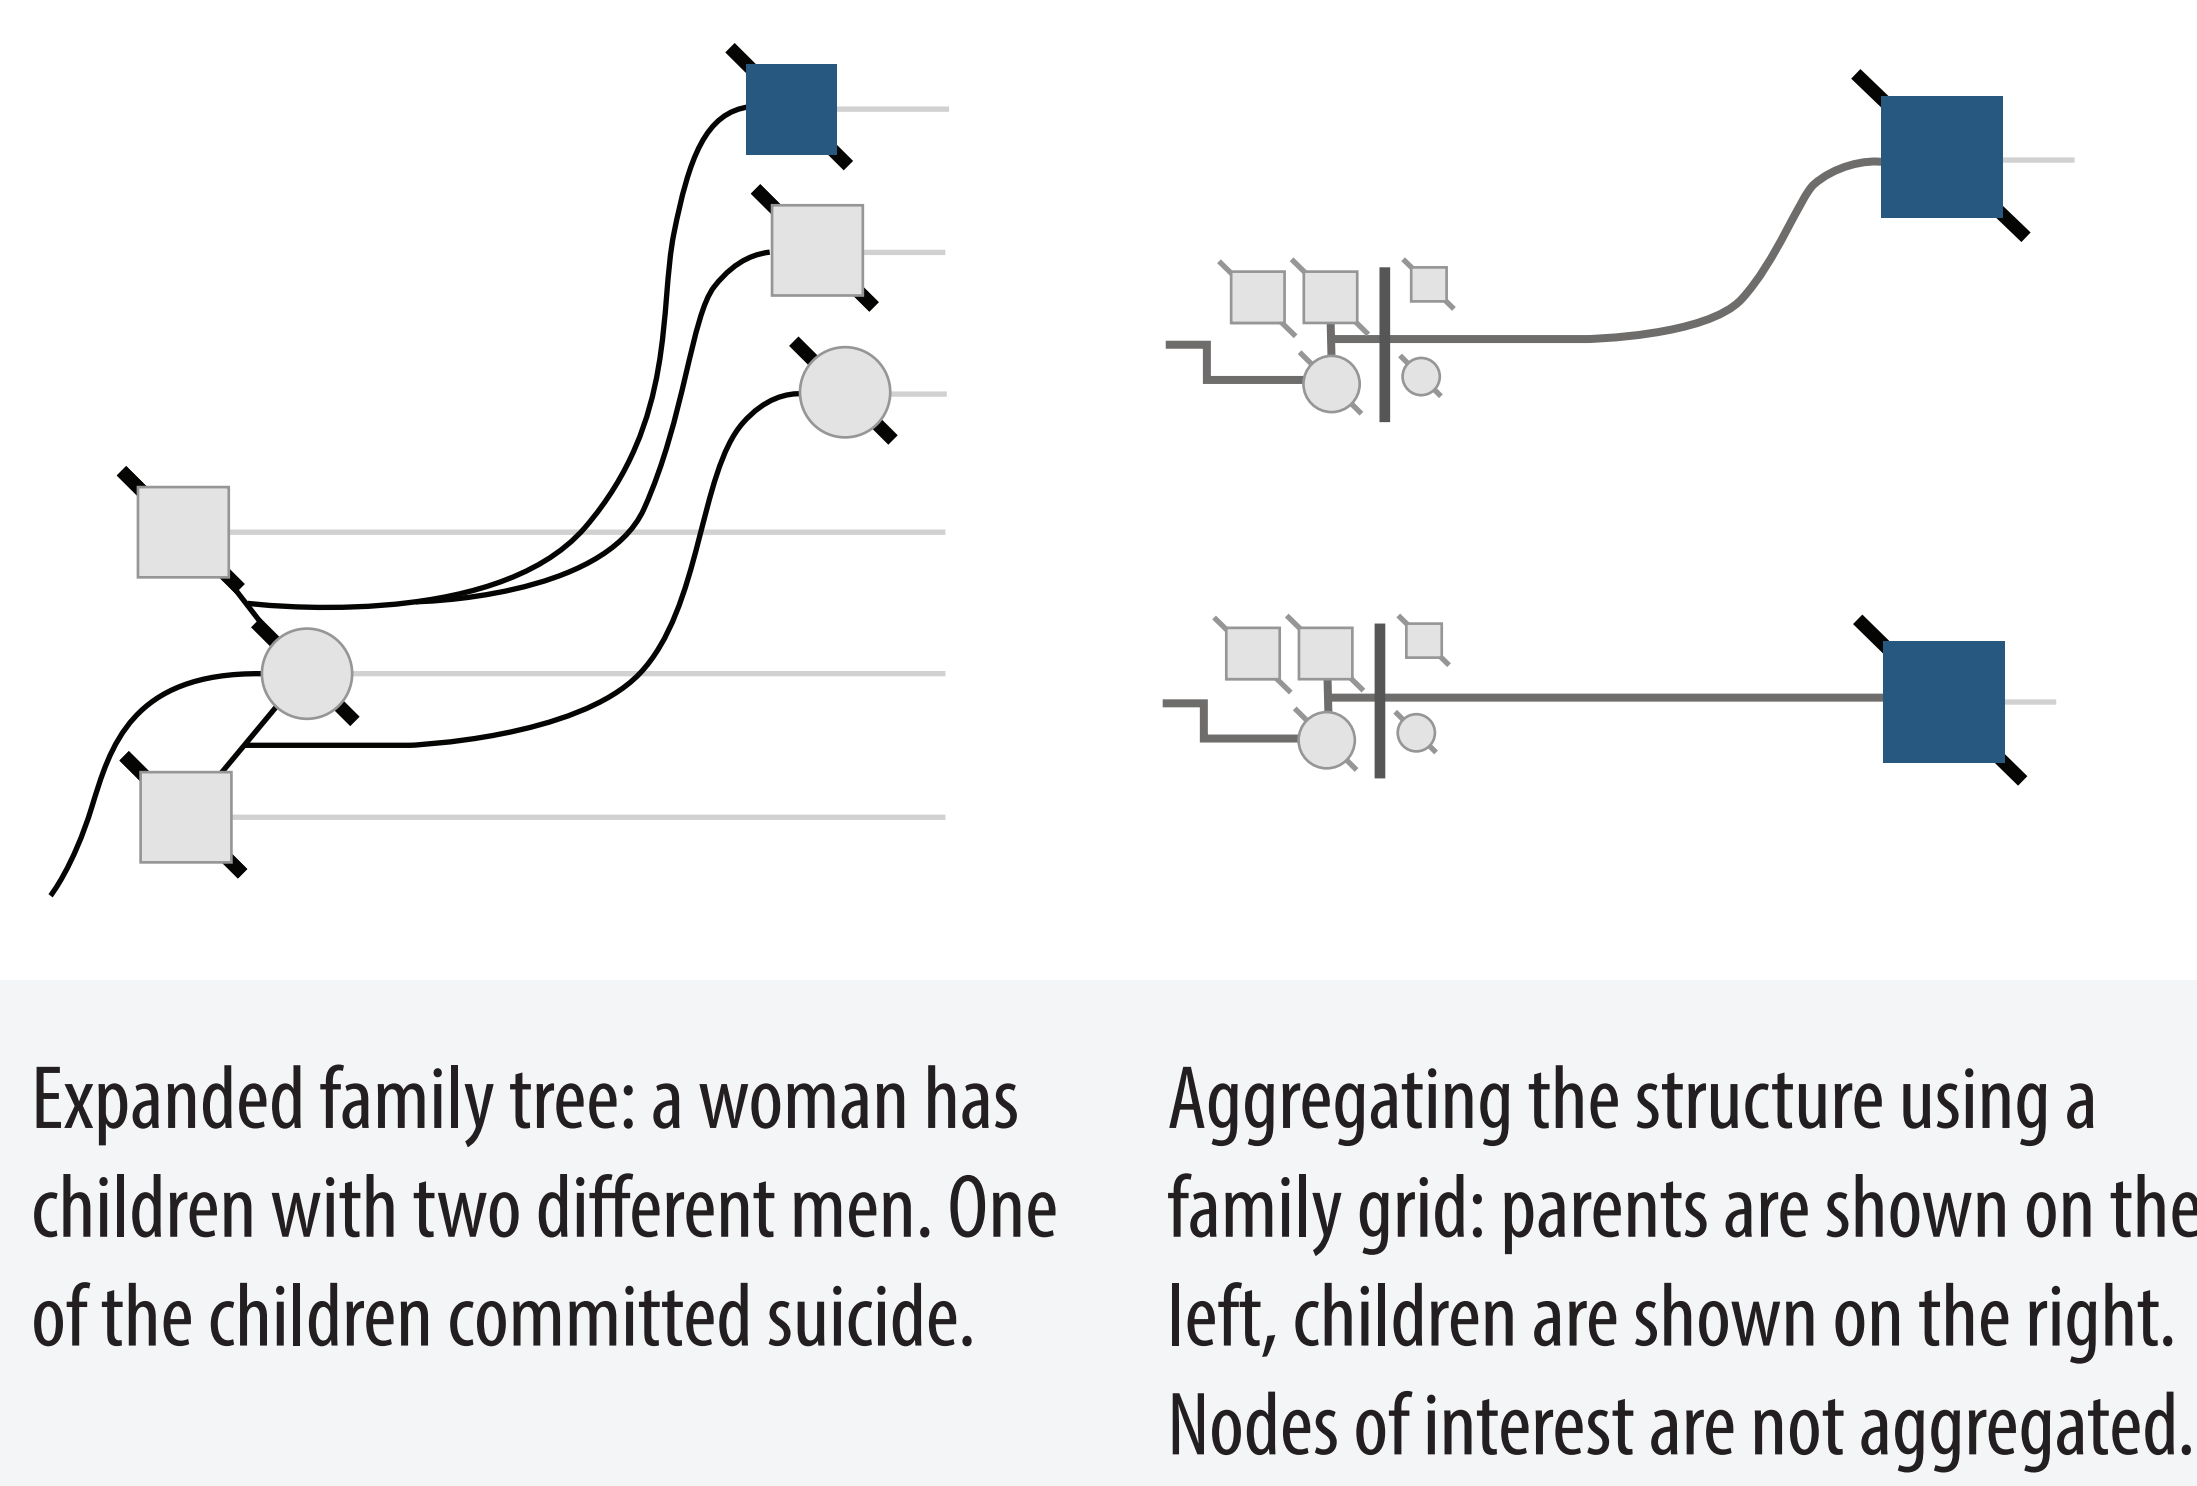 Expanded family tree: a woman has
children with two different men. One
of the children committed suicide.
Aggregating the structure using a
family grid: parents are shown on the
left, children are shown on the right.
Nodes of interest are not aggregated.